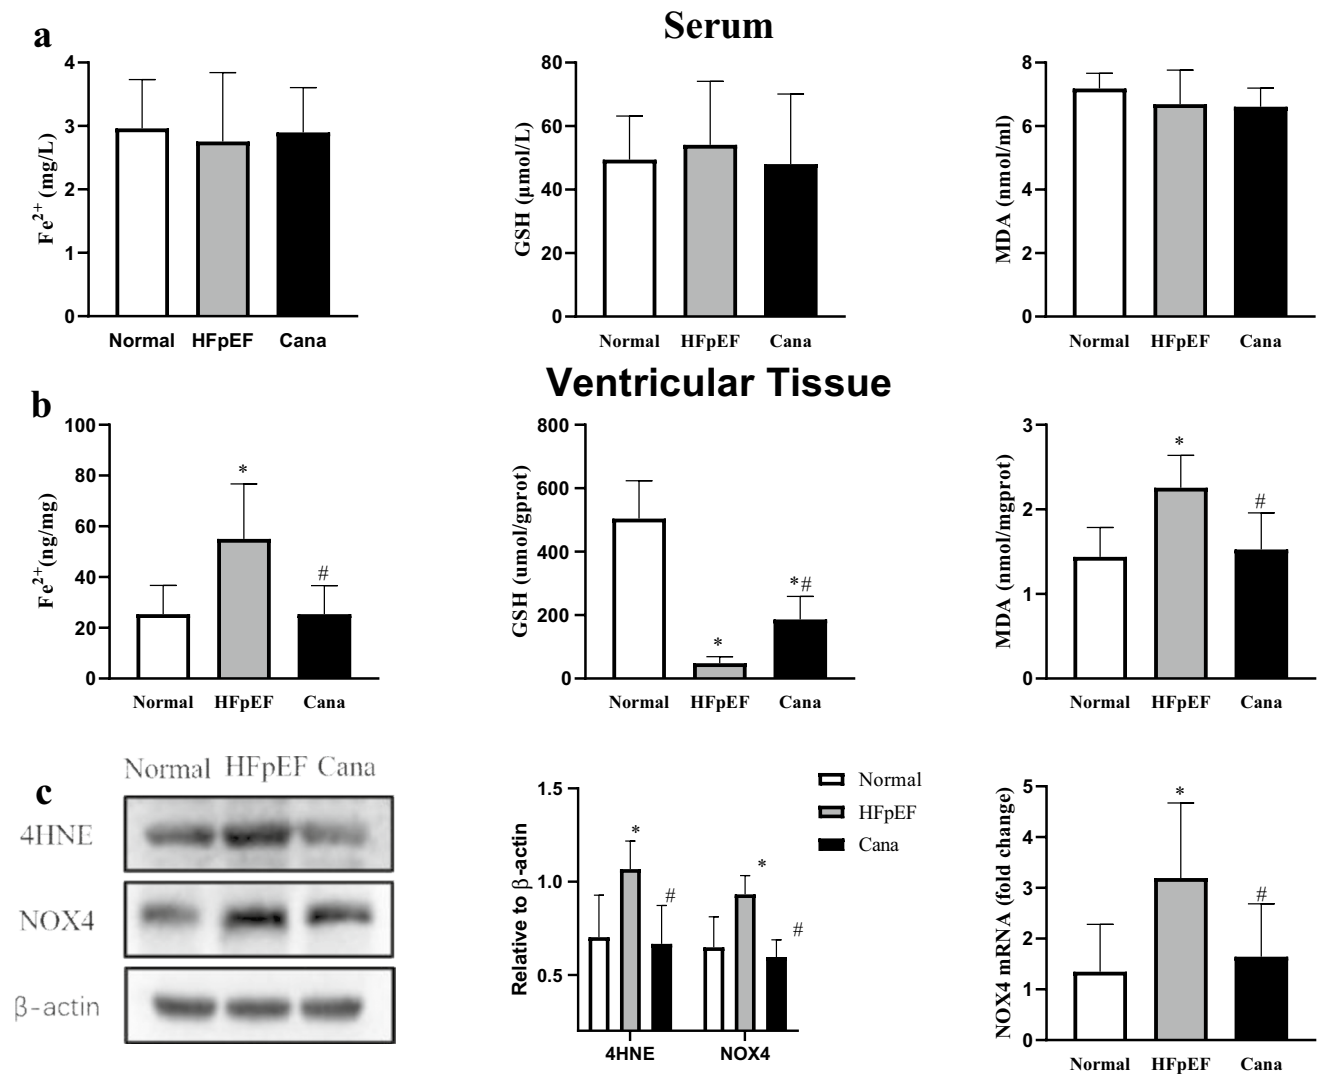 Serum
a
4
3
2
1
0
Fe2+ (mg/L)
Normal HFpEF Cana
80
60
40
20
0
GSH (μmol/L)
Normal HFpEF Cana
8
6
4
2
0
MDA (nmol/ml)
Normal HFpEF Cana
Ventricular Tissue
b
100
80
60
40
20
0
Fe2+(ng/mg)
*
#
Normal HFpEF Cana
800
600
400
200
0
GSH (umol/gprot)
*
*#
Normal HFpEF Cana
3
2
1
0
MDA (nmol/mgprot)
*
#
Normal HFpEF Cana
c
Normal HFpEF Cana
4HNE
NOX4
β-actin
1.5
1.0
0.5
Relative to β-actin
*
#
*
#
4HNE NOX4
Normal
HFpEF
Cana
5
4
3
2
1
0
NOX4 mRNA (fold change)
*
#
Normal HFpEF Cana